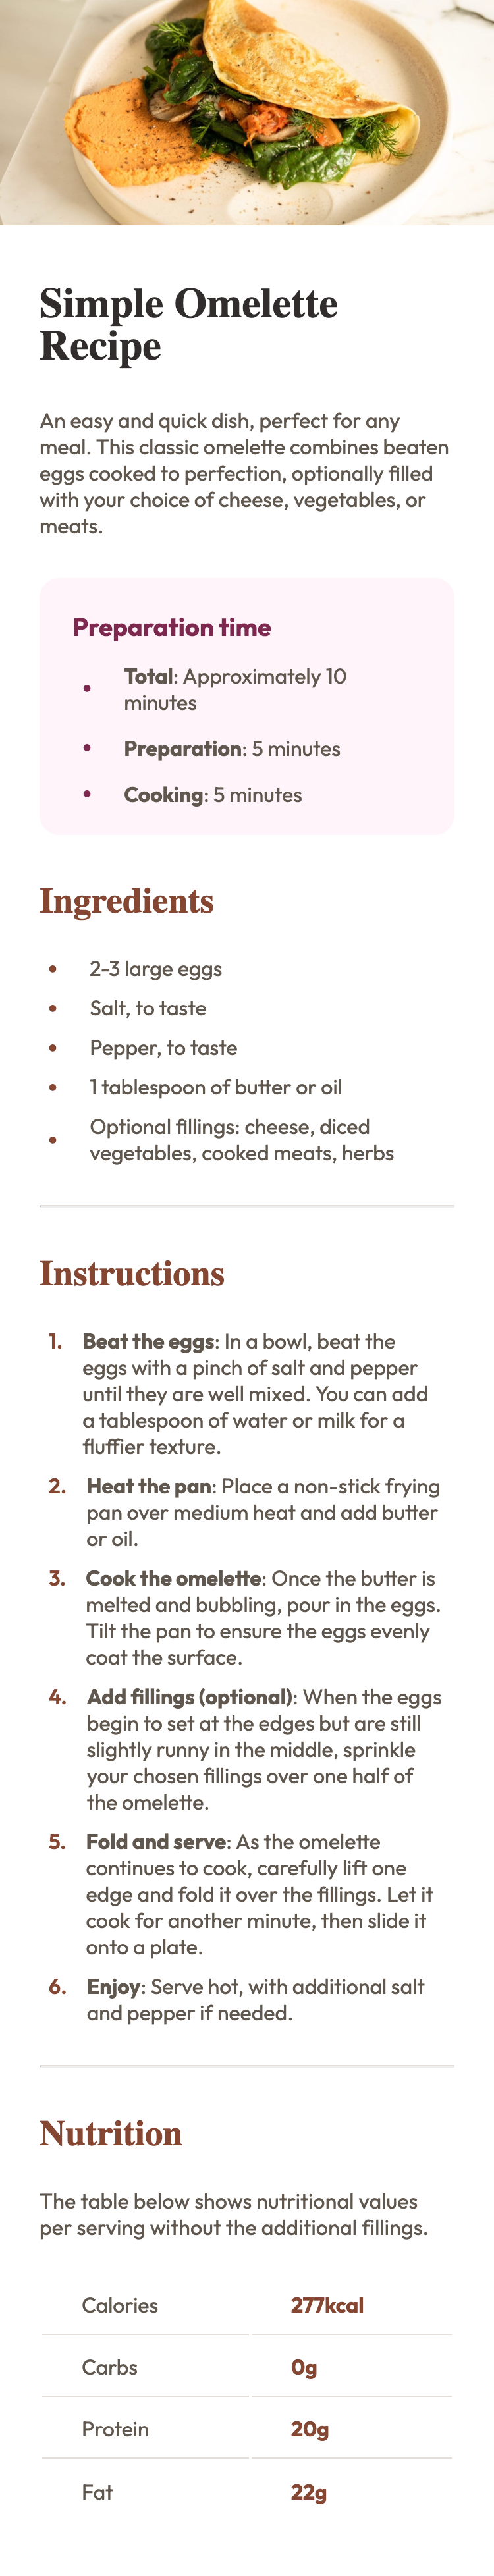 Simple Omelette
Recipe
An easy and quick dish, perfect for any
meal. This classic omelette combines beaten
eggs cooked to perfection, optionally filled
with your choice of cheese, vegetables, or
meats.
Preparation time
• Total: Approximately 10
minutes
• Preparation: 5 minutes
• Cooking: 5 minutes
Ingredients
• 2-3 large eggs
• Salt, to taste
• Pepper, to taste
• 1 tablespoon of butter or oil
• Optional fillings: cheese, diced
vegetables, cooked meats, herbs
Instructions
1. Beat the eggs: In a bowl, beat the
eggs with a pinch of salt and pepper
until they are well mixed. You can add
a tablespoon of water or milk for a
fluffier texture.
2. Heat the pan: Place a non-stick frying
pan over medium heat and add butter
or oil.
3. Cook the omelette: Once the butter is
melted and bubbling, pour in the eggs.
Tilt the pan to ensure the eggs evenly
coat the surface.
4. Add fillings (optional): When the eggs
begin to set at the edges but are still
slightly runny in the middle, sprinkle
your chosen fillings over one half of
the omelette.
5. Fold and serve: As the omelette
continues to cook, carefully lift one
edge and fold it over the fillings. Let it
cook for another minute, then slide it
onto a plate.
6. Enjoy: Serve hot, with additional salt
and pepper if needed.
Nutrition
The table below shows nutritional values
per serving without the additional fillings.
Calories 277kcal
Carbs 0g
Protein 20g
Fat 22g